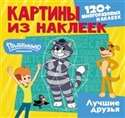 КАРТИНЫ
ИЗ НАКЛЕЕК
120+
МНОГОРАЗОВЫХ
НАКЛЕЕК
Простоквашино
Лучшие
друзья